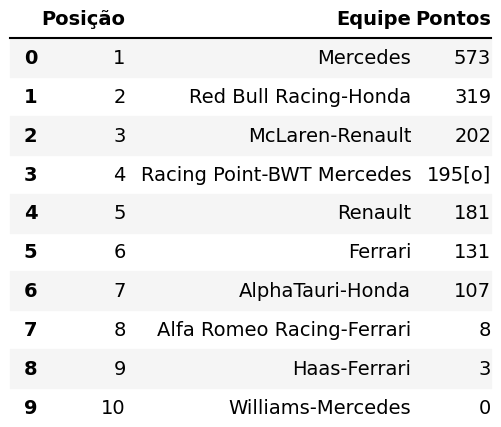 Posição Equipe Pontos
0 1 Mercedes 573
1 2 Red Bull Racing-Honda 319
2 3 McLaren-Renault 202
3 4 Racing Point-BWT Mercedes 195[o]
4 5 Renault 181
5 6 Ferrari 131
6 7 AlphaTauri-Honda 107
7 8 Alfa Romeo Racing-Ferrari 8
8 9 Haas-Ferrari 3
9 10 Williams-Mercedes 0